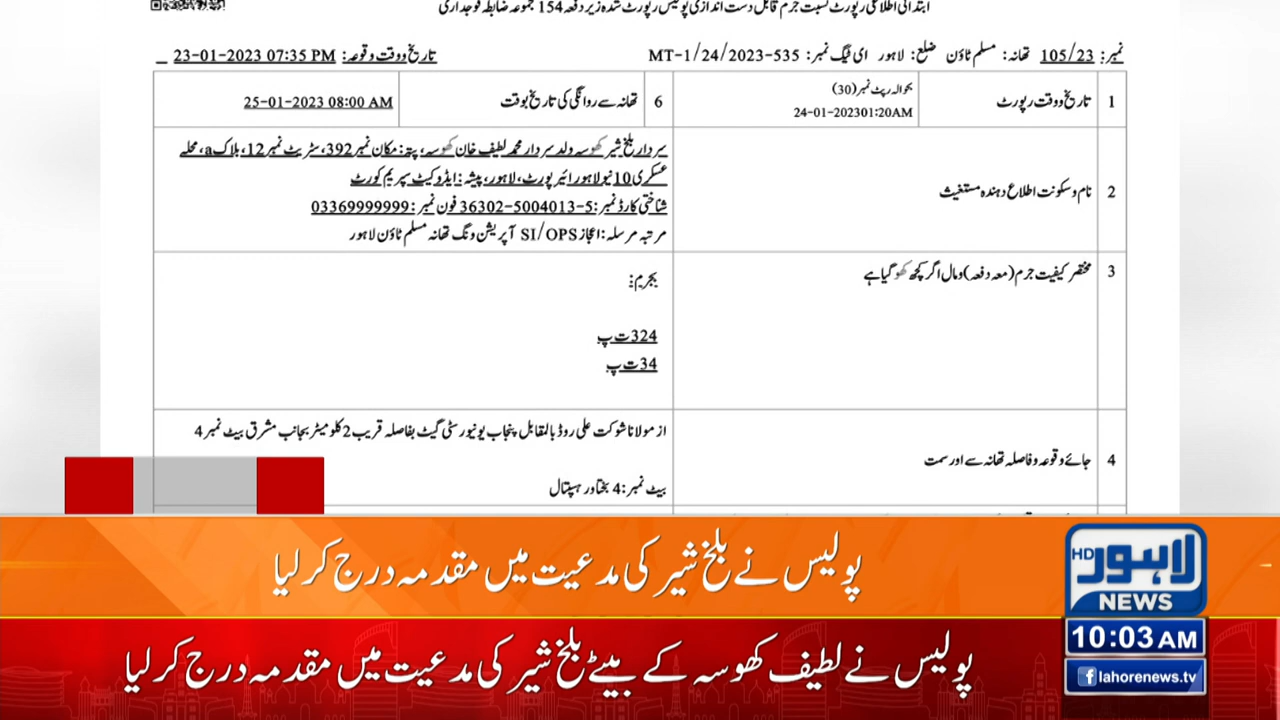 ابتدائی اطلاعی رپورٹ نسبت جرم قابل دست اندازی پولیس رپورٹ شدہ زیر دفعہ 154 مجموعہ ضابطہ فوجداری
نمبر: 105/23 تھانہ: مسلم ٹاؤن ضلع: لاہور ای ٹیگ نمبر: MT-1/24/2023-535 تاریخ و وقت وقوعہ: 23-01-2023 07:35 PM
1 تاریخ و وقت رپورٹ
بحوالہ رپٹ نمبر(30)
24-01-202301:20AM
6 تھانہ سے روانگی کی تاریخ بوقت
25-01-2023 08:00 AM
2 نام و سکونت اطلاع دہندہ مستغیث
سردار بلخ شیر کھوسہ ولد سردار محمد لطیف خان کھوسہ، پتہ: مکان نمبر 392، سٹریٹ نمبر 12، بلاک a، محلے
عسکری 10 نیو لاہور ائیر پورٹ، لاہور، پیشہ: ایڈوکیٹ سپریم کورٹ
شناختی کارڈ نمبر: 36302-5004013-5 فون نمبر: 03369999999
مرتبہ مرسلہ: اعجاز SI/OPS آپریشن ونگ تھانہ مسلم ٹاؤن لاہور
3 مختصر کیفیت جرم (معہ دفعہ) و مال اگر کچھ کھو گیا ہے
بجرم:
324 ت پ
34 ت پ
4 جائے وقوعہ و فاصلہ تھانہ سے اور سمت
از مولانا شوکت علی روڈ بالمقابل پنجاب یونیورسٹی گیٹ بفاصلہ قریب 2 کلومیٹر بجانب مشرق بیٹ نمبر 4
بیٹ نمبر: 4 بختاور ہسپتال
پولیس نے بلخ شیر کی مدعیت میں مقدمہ درج کرلیا
پولیس نے لطیف کھوسہ کے بیٹے بلخ شیر کی مدعیت میں مقدمہ درج کرلیا
لاہور HD
NEWS
10:03 AM
lahorenews.tv